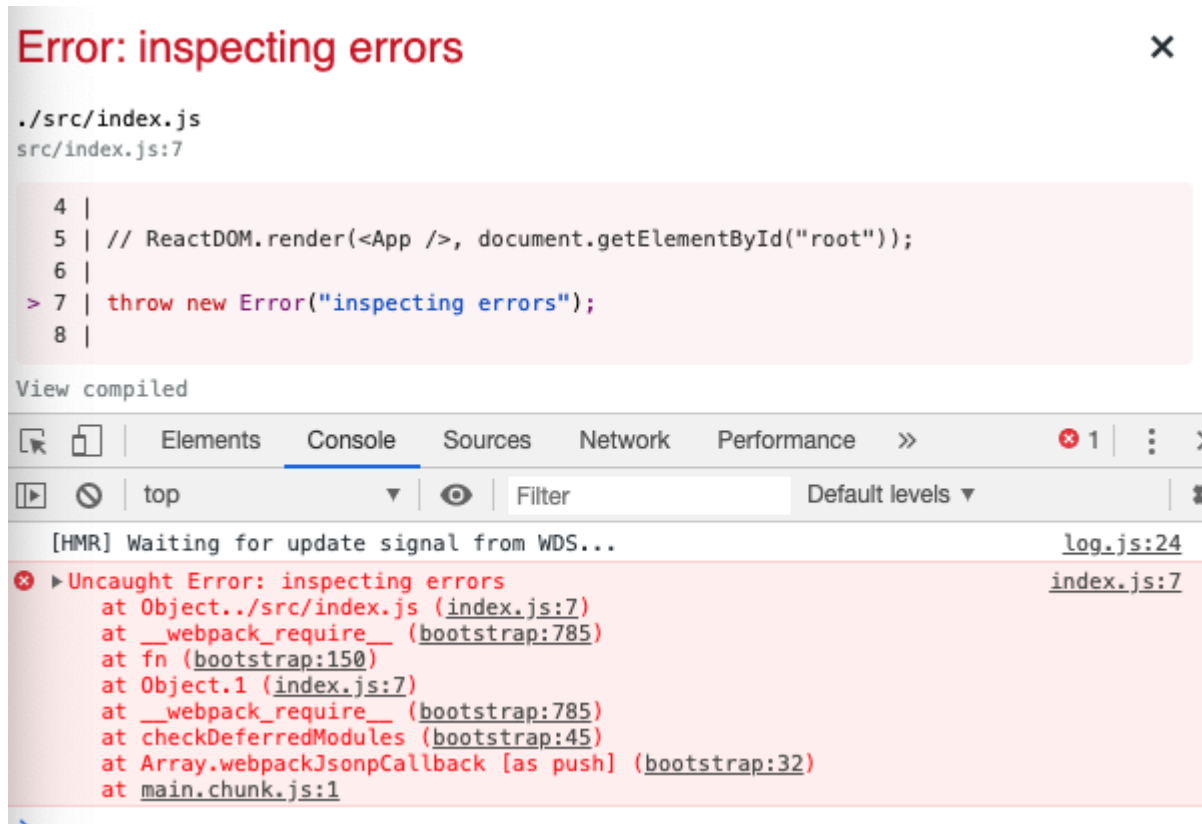 Error: inspecting errors ×
./src/index.js
src/index.js:7
4 |
5 | // ReactDOM.render(<App />, document.getElementById("root"));
6 |
> 7 | throw new Error("inspecting errors");
8 |
View compiled
Elements Console Sources Network Performance » 1
top ▼ Filter Default levels ▼
[HMR] Waiting for update signal from WDS... log.js:24
▶Uncaught Error: inspecting errors index.js:7
at Object../src/index.js (index.js:7)
at __webpack_require__ (bootstrap:785)
at fn (bootstrap:150)
at Object.1 (index.js:7)
at __webpack_require__ (bootstrap:785)
at checkDeferredModules (bootstrap:45)
at Array.webpackJsonpCallback [as push] (bootstrap:32)
at main.chunk.js:1